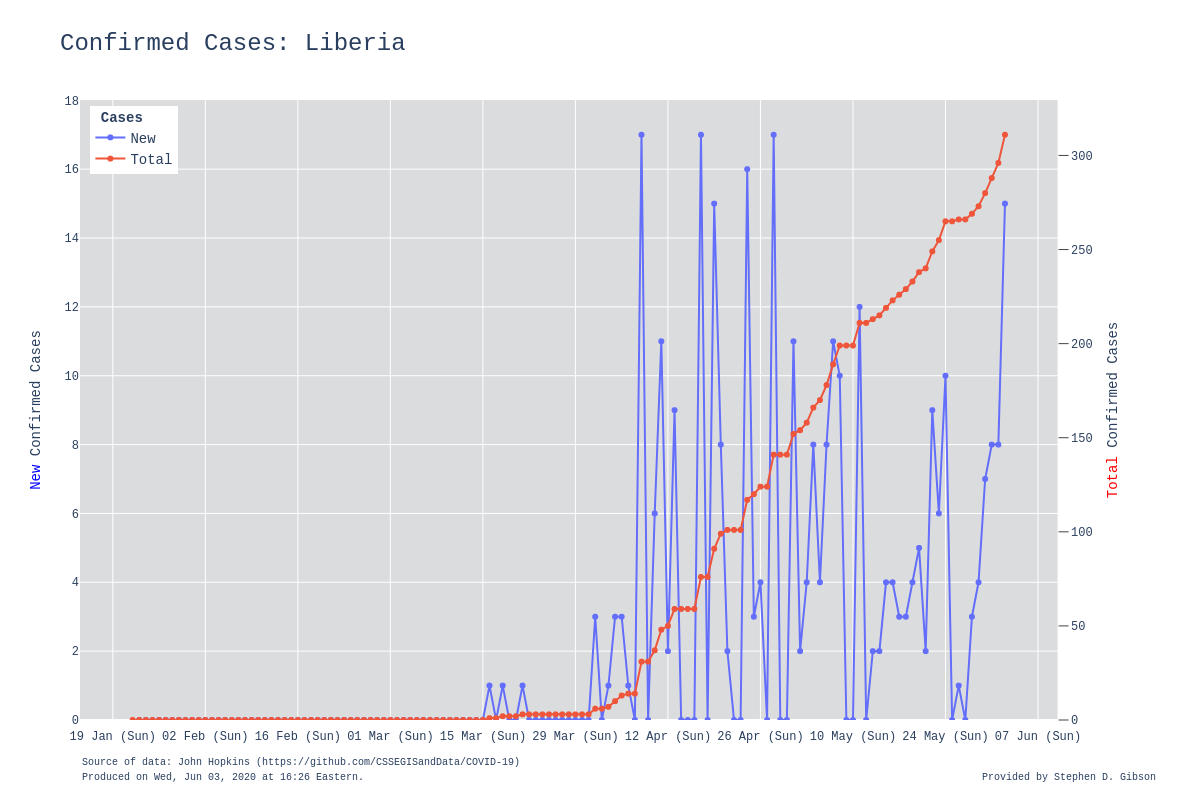 Confirmed Cases: Liberia
Cases
New
Total
18
16
14
12
10
8
6
4
2
0
300
250
200
150
100
50
0
New Confirmed Cases
Total Confirmed Cases
19 Jan (Sun) 02 Feb (Sun) 16 Feb (Sun) 01 Mar (Sun) 15 Mar (Sun) 29 Mar (Sun) 12 Apr (Sun) 26 Apr (Sun) 10 May (Sun) 24 May (Sun) 07 Jun (Sun)
Source of data: John Hopkins (https://github.com/CSSEGISandData/COVID-19)
Produced on Wed, Jun 03, 2020 at 16:26 Eastern.
Provided by Stephen D. Gibson